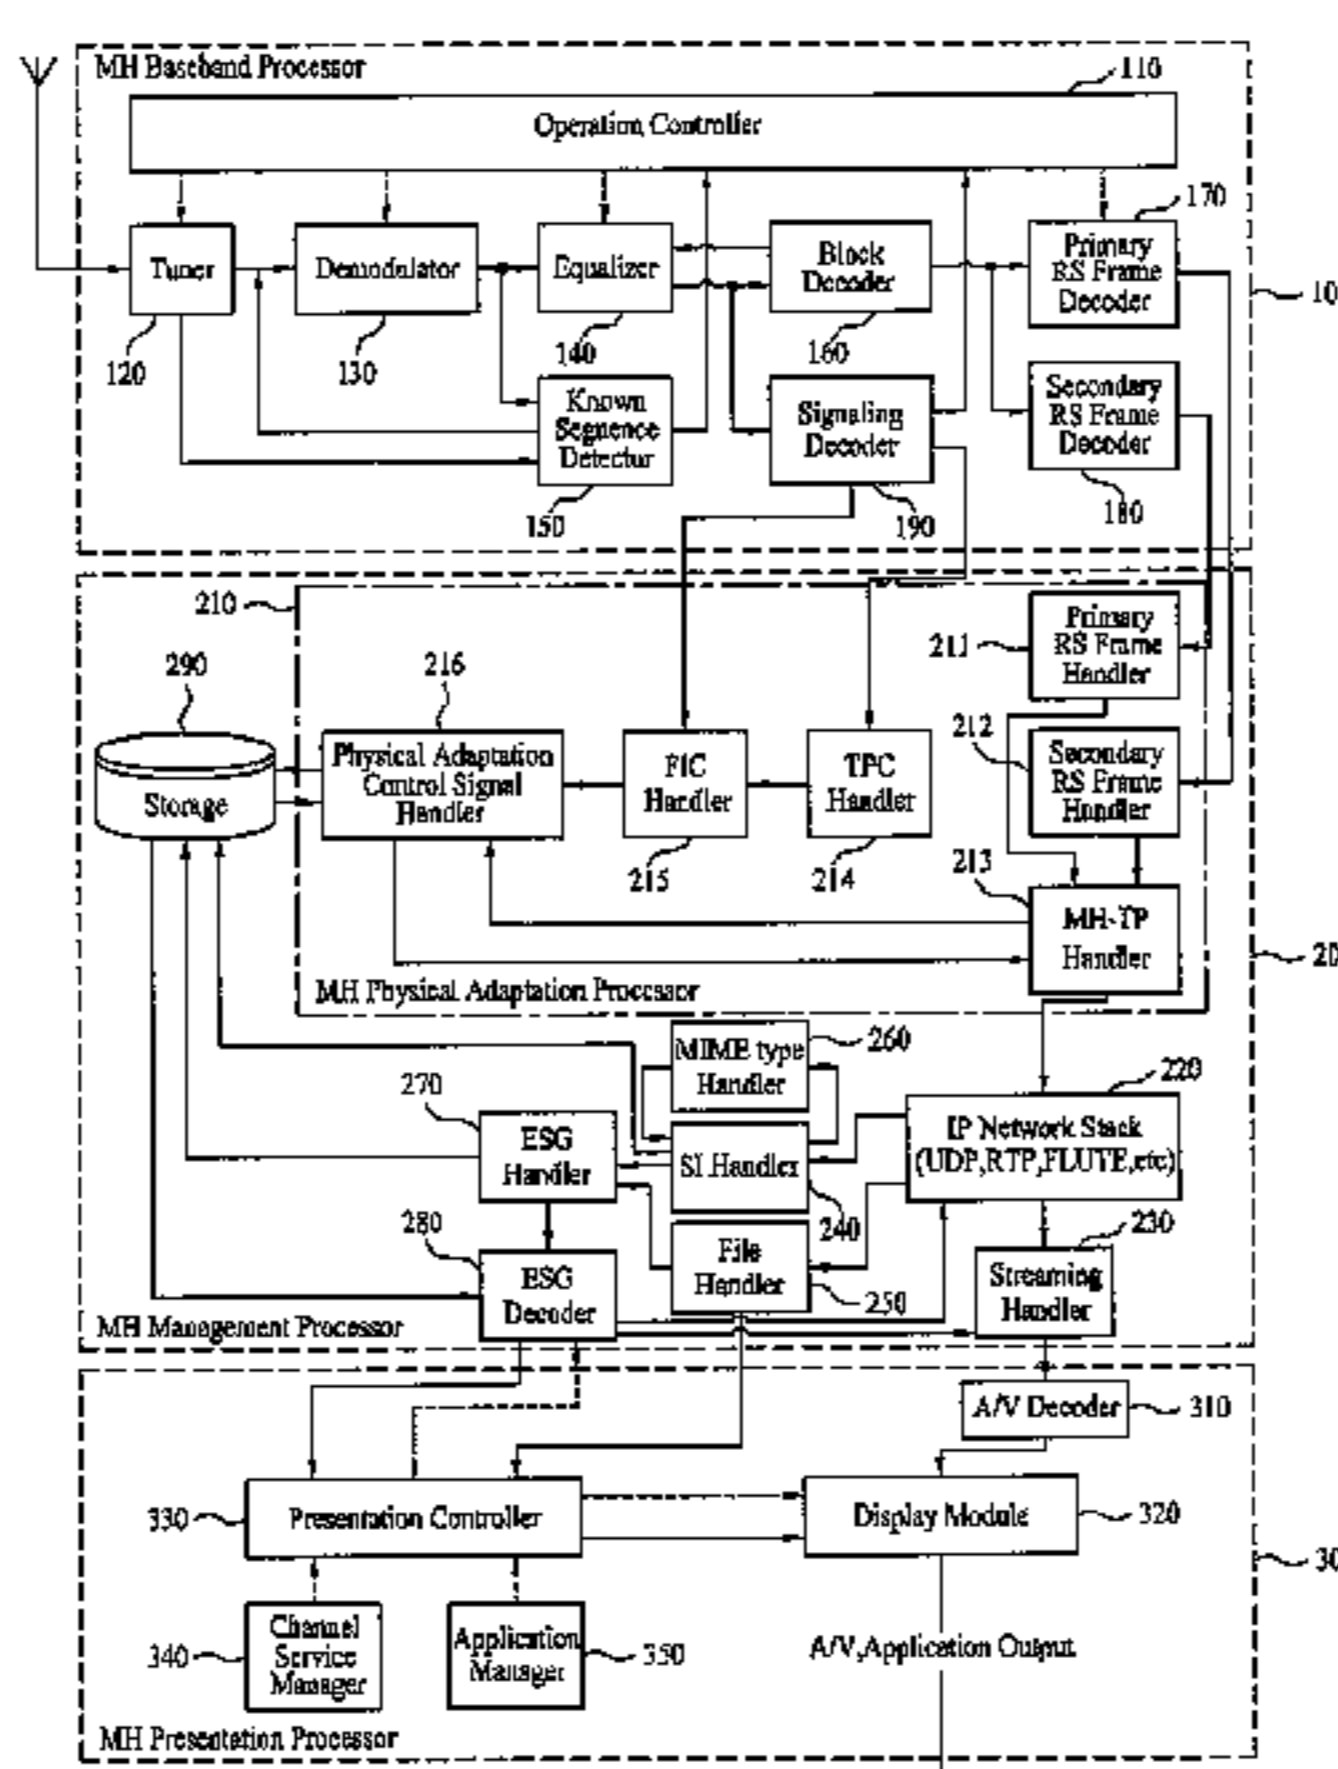 MH Baseband Processor
110
Operation Controller
170
Tuner
Demodulator
Equalizer
Block
Decoder
Primary
RS Frame
Decoder
10
120
130
140
160
Known
Sequence
Detector
Signaling
Decoder
Secondary
RS Frame
Decoder
150
190
180
210
Primary
RS Frame
Handler
211
290
216
212
Physical Adaptation
Control Signal
Handler
FIC
Handler
TPC
Handler
Secondary
RS Frame
Handler
Storage
215
214
213
MH-TP
Handler
20
MH Physical Adaptation Processor
MIME type
Handler
260
270
220
ESG
Handler
SI Handler
IP Network Stack
(UDP,RTP,FLUTE,etc)
280
240
230
File
Handler
ESG
Decoder
250
Streaming
Handler
MH Management Processor
A/V Decoder
310
330
Presentation Controller
Display Module
320
30
Channel
Service
Manager
340
Application
Manager
350
A/V,Application Output
MH Presentation Processor